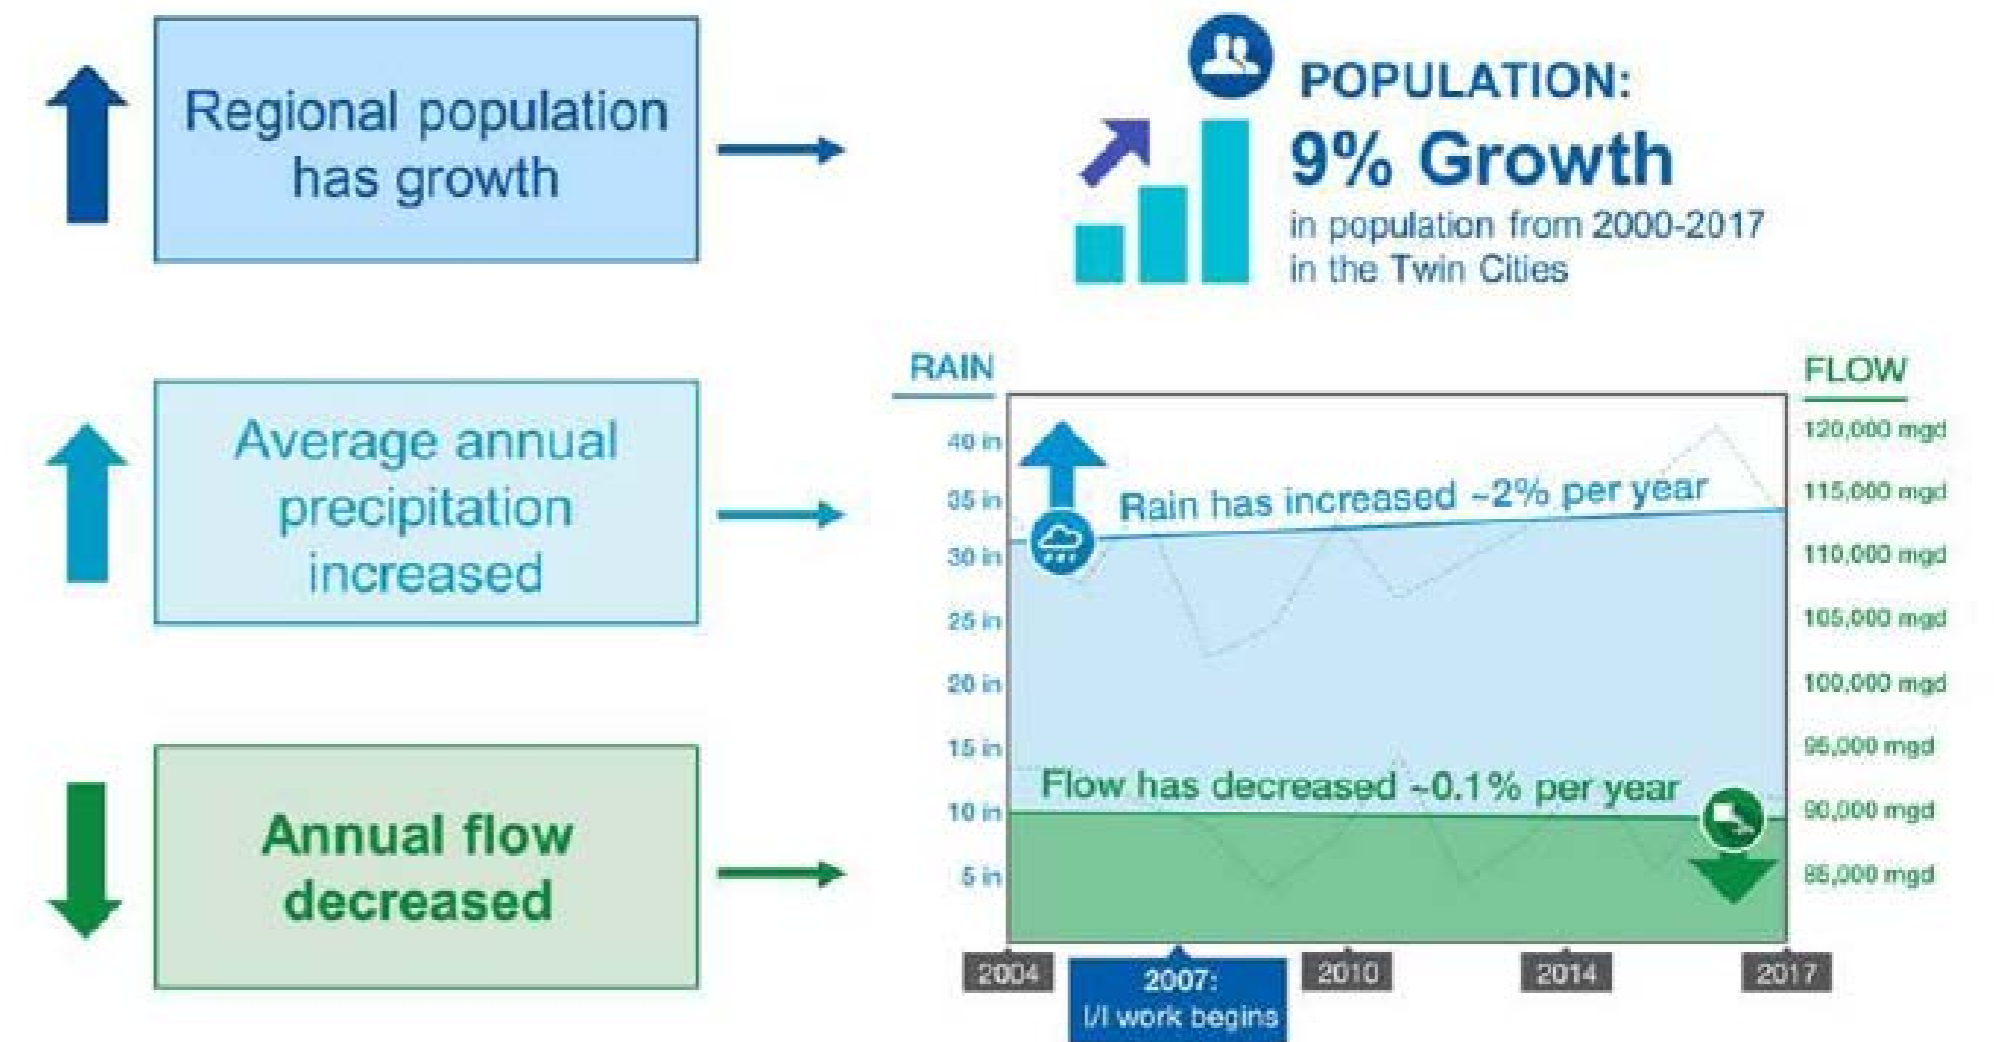 Regional population
has growth
POPULATION:
9% Growth
in population from 2000-2017
in the Twin Cities
Average annual
precipitation
increased
Annual flow
decreased
RAIN
FLOW
40 in
35 in
30 in
25 in
20 in
15 in
10 in
5 in
Rain has increased ~2% per year
Flow has decreased ~0.1% per year
120,000 mgd
115,000 mgd
110,000 mgd
105,000 mgd
100,000 mgd
95,000 mgd
90,000 mgd
85,000 mgd
2004
2007:
I/I work begins
2010
2014
2017